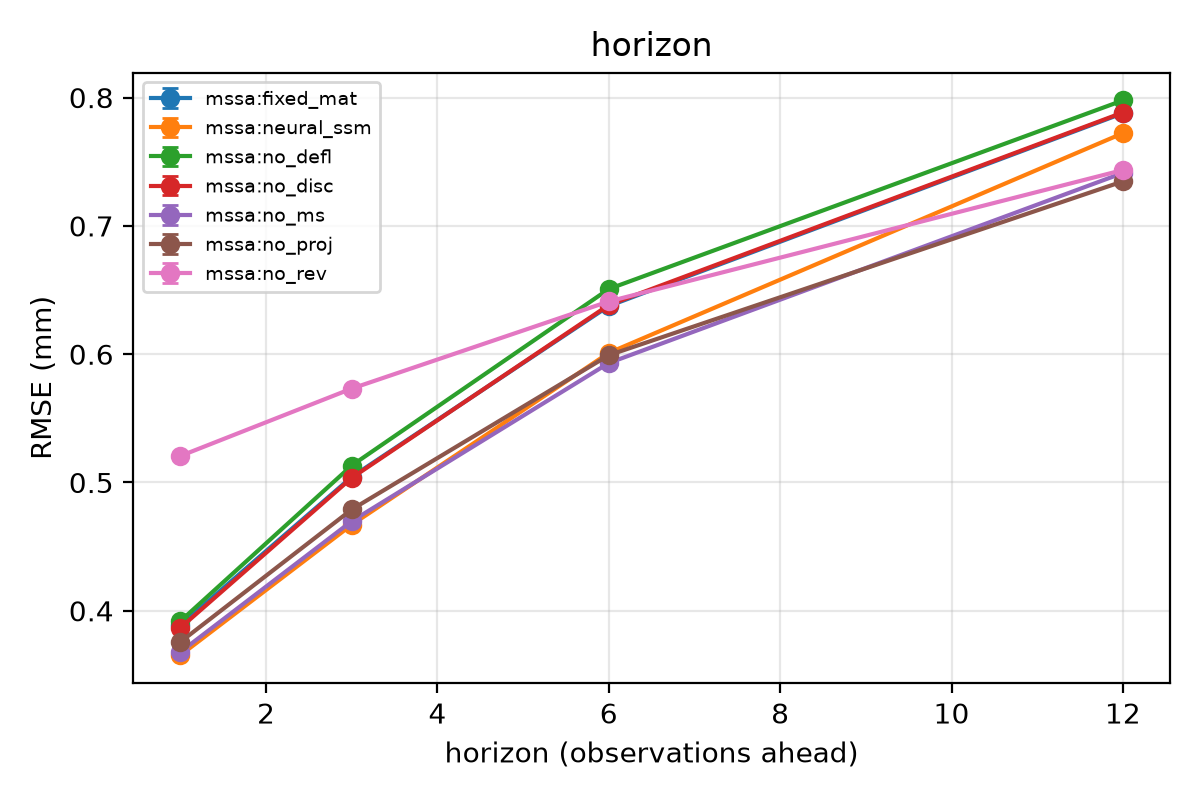 horizon
mssa:fixed_mat
mssa:neural_ssm
mssa:no_defl
mssa:no_disc
mssa:no_ms
mssa:no_proj
mssa:no_rev
RMSE (mm)
0.8
0.7
0.6
0.5
0.4
2 4 6 8 10 12
horizon (observations ahead)